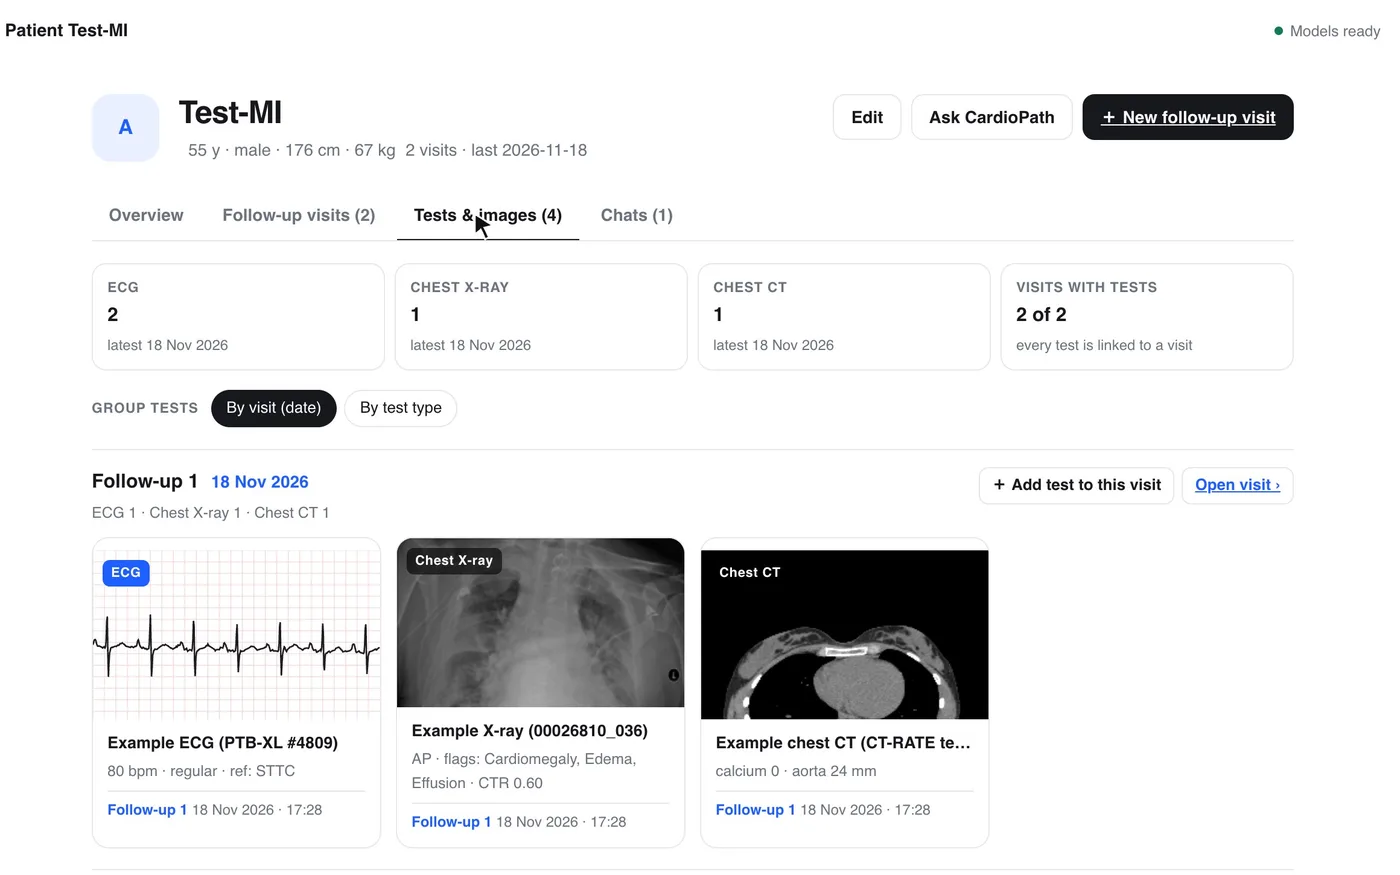 Patient Test-MI
Models ready
A
Test-MI
55 y · male · 176 cm · 67 kg 2 visits · last 2026-11-18
Edit
Ask CardioPath
+ New follow-up visit
Overview
Follow-up visits (2)
Tests & images (4)
Chats (1)
ECG
2
latest 18 Nov 2026
CHEST X-RAY
1
latest 18 Nov 2026
CHEST CT
1
latest 18 Nov 2026
VISITS WITH TESTS
2 of 2
every test is linked to a visit
GROUP TESTS
By visit (date)
By test type
Follow-up 1 18 Nov 2026
+ Add test to this visit
Open visit ›
ECG 1 · Chest X-ray 1 · Chest CT 1
ECG
Example ECG (PTB-XL #4809)
80 bpm · regular · ref: STTC
Follow-up 1 18 Nov 2026 · 17:28
Chest X-ray
L
Example X-ray (00026810_036)
AP · flags: Cardiomegaly, Edema,
Effusion · CTR 0.60
Follow-up 1 18 Nov 2026 · 17:28
Chest CT
Example chest CT (CT-RATE te...
calcium 0 · aorta 24 mm
Follow-up 1 18 Nov 2026 · 17:28